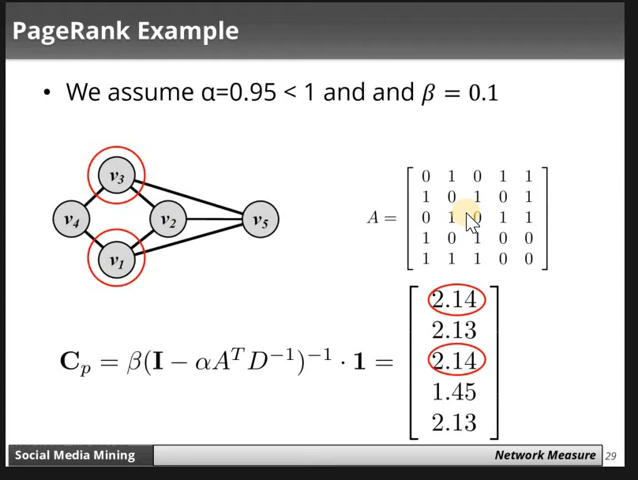 PageRank Example
• We assume α=0.95 < 1 and and β = 0.1
v3
v4
v2
v5
v1
A =
0 1 0 1 1
1 0 1 0 1
0 1 0 1 1
1 0 1 0 0
1 1 1 0 0
C_p = β(I − αA^T D^−1)^−1 · 1 =
2.14
2.13
2.14
1.45
2.13
Social Media Mining
Network Measure
29